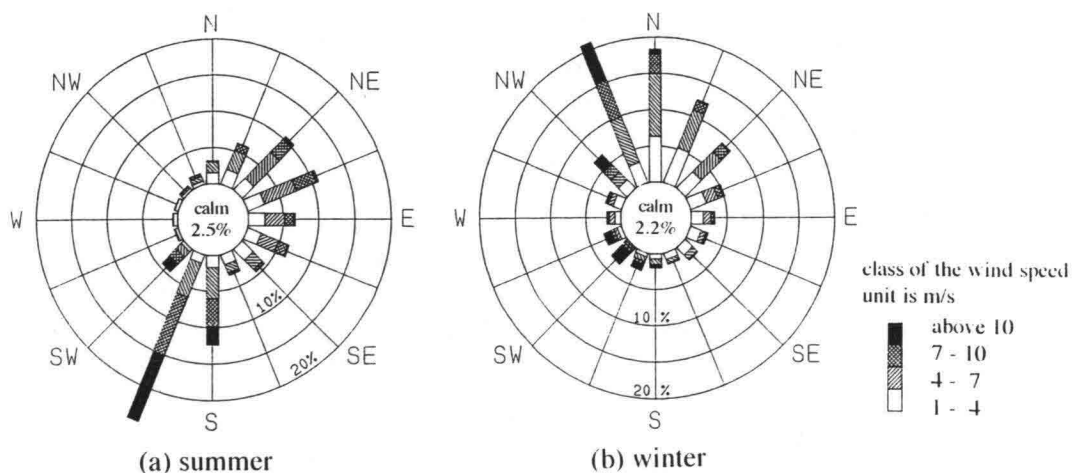 N
NW
NE
W
calm
2.5%
E
10%
SW
SE
20%
S
(a) summer
N
NW
NE
W
calm
2.2%
E
10 %
SW
SE
20 %
S
(b) winter
class of the wind speed
unit is m/s
above 10
7 - 10
4 - 7
1 - 4